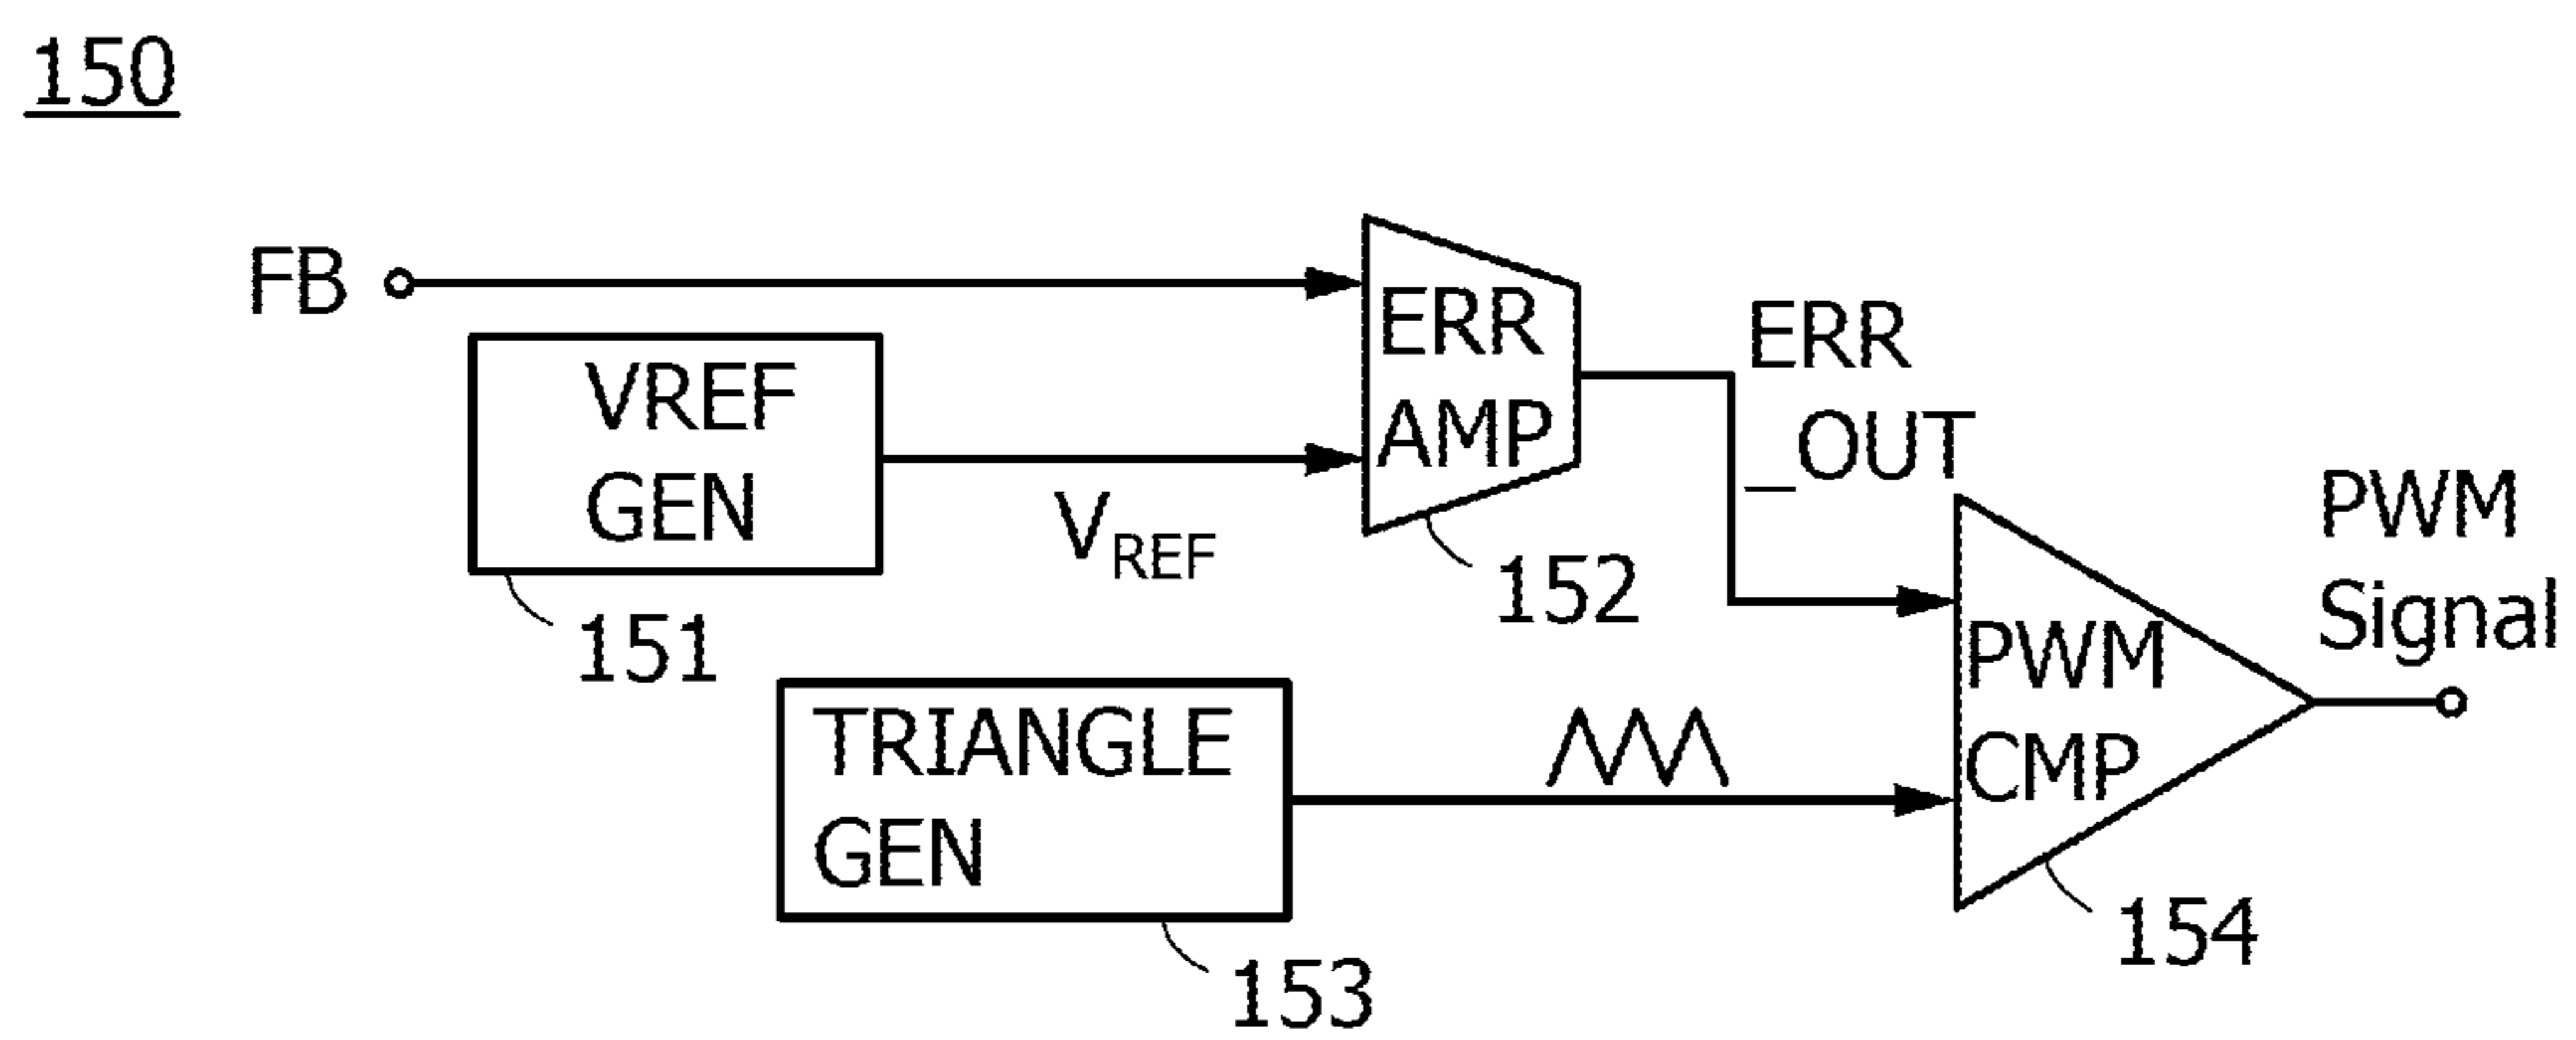 150
FB
VREF
GEN
151
VREF
ERR
AMP
152
ERR
_OUT
TRIANGLE
GEN
153
PWM
CMP
154
PWM
Signal